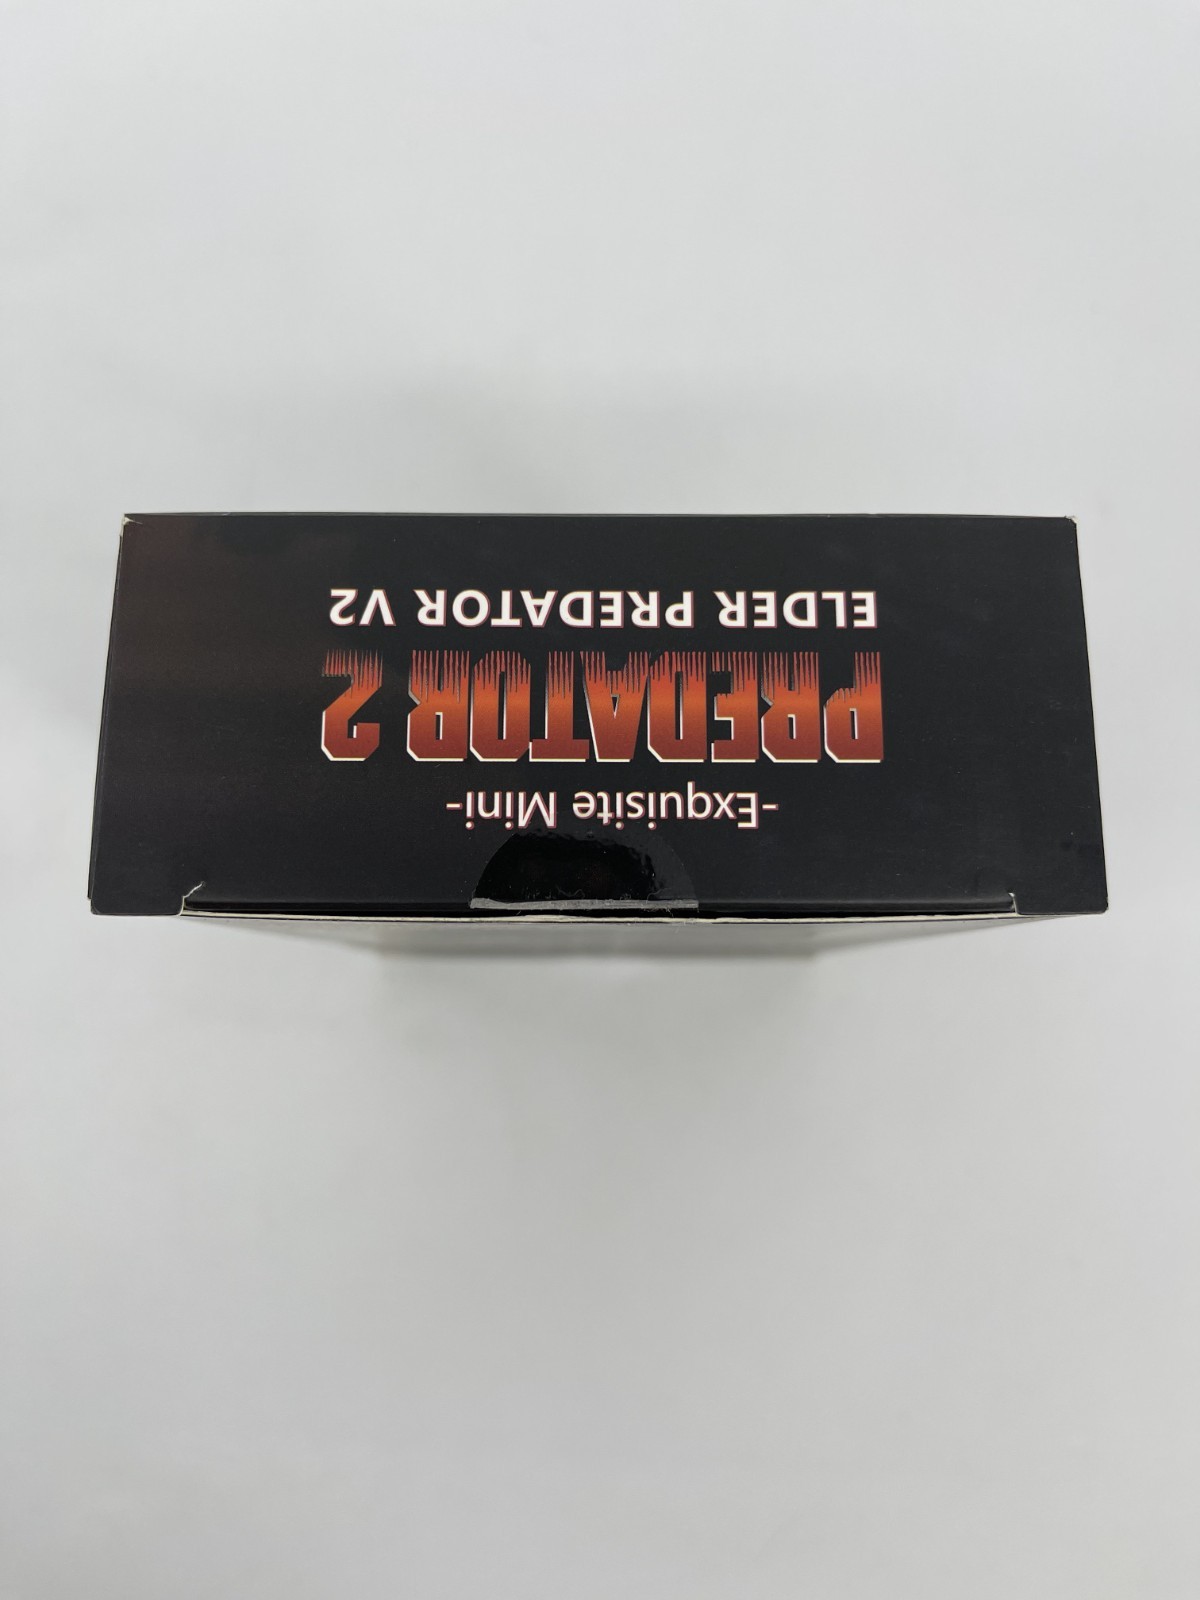 -Exquisite Mini-
PREDATOR 2
ELDER PREDATOR V2